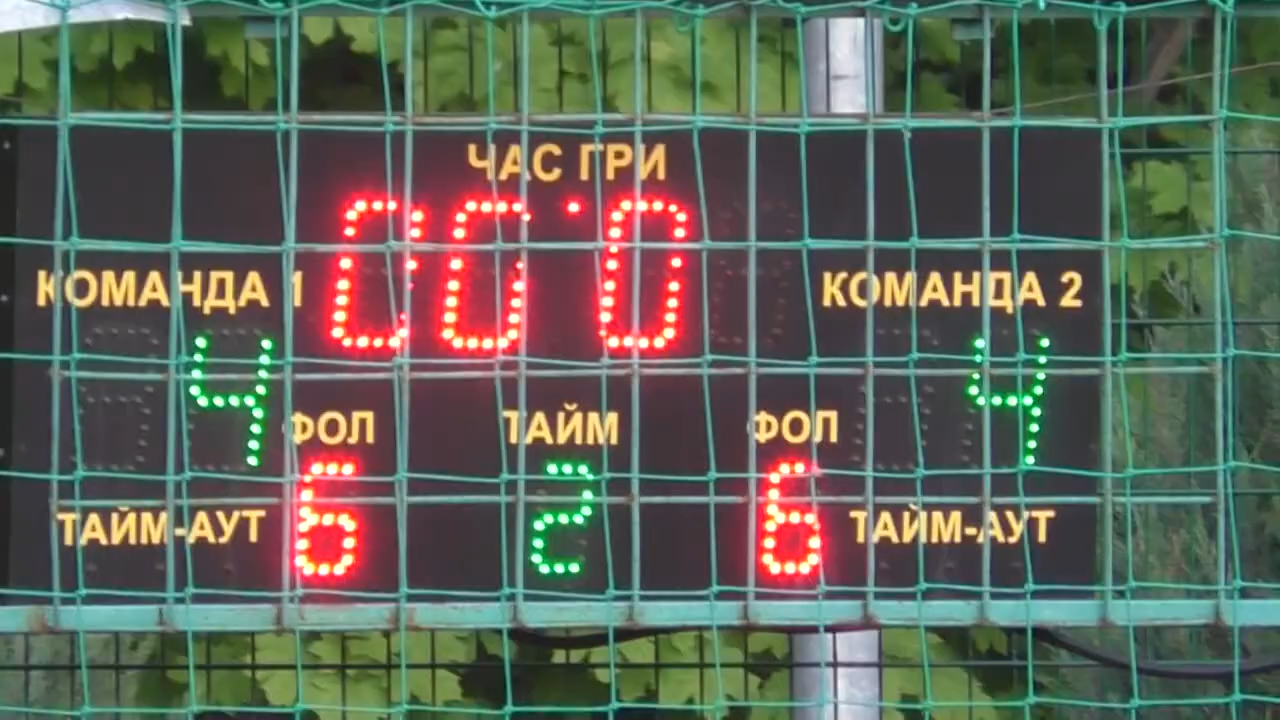 ЧАС ГРИ
00:0
КОМАНДА 1
КОМАНДА 2
4
4
ФОЛ
ТАЙМ
ФОЛ
6
2
6
ТАЙМ-АУТ
ТАЙМ-АУТ